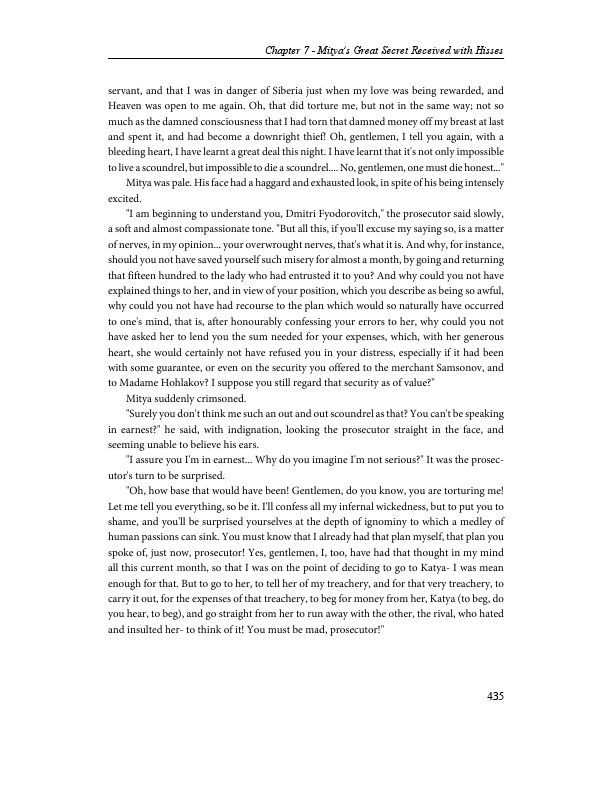 Chapter 7 - Mitya's Great Secret Received with Hisses
servant, and that I was in danger of Siberia just when my love was being rewarded, and
Heaven was open to me again. Oh, that did torture me, but not in the same way; not so
much as the damned consciousness that I had torn that damned money off my breast at last
and spent it, and had become a downright thief! Oh, gentlemen, I tell you again, with a
bleeding heart, I have learnt a great deal this night. I have learnt that it's not only impossible
to live a scoundrel, but impossible to die a scoundrel.... No, gentlemen, one must die honest..."
Mitya was pale. His face had a haggard and exhausted look, in spite of his being intensely
excited.
"I am beginning to understand you, Dmitri Fyodorovitch," the prosecutor said slowly,
a soft and almost compassionate tone. "But all this, if you'll excuse my saying so, is a matter
of nerves, in my opinion... your overwrought nerves, that's what it is. And why, for instance,
should you not have saved yourself such misery for almost a month, by going and returning
that fifteen hundred to the lady who had entrusted it to you? And why could you not have
explained things to her, and in view of your position, which you describe as being so awful,
why could you not have had recourse to the plan which would so naturally have occurred
to one's mind, that is, after honourably confessing your errors to her, why could you not
have asked her to lend you the sum needed for your expenses, which, with her generous
heart, she would certainly not have refused you in your distress, especially if it had been
with some guarantee, or even on the security you offered to the merchant Samsonov, and
to Madame Hohlakov? I suppose you still regard that security as of value?"
Mitya suddenly crimsoned.
"Surely you don't think me such an out and out scoundrel as that? You can't be speaking
in earnest?" he said, with indignation, looking the prosecutor straight in the face, and
seeming unable to believe his ears.
"I assure you I'm in earnest... Why do you imagine I'm not serious?" It was the prosec-
utor's turn to be surprised.
"Oh, how base that would have been! Gentlemen, do you know, you are torturing me!
Let me tell you everything, so be it. I'll confess all my infernal wickedness, but to put you to
shame, and you'll be surprised yourselves at the depth of ignominy to which a medley of
human passions can sink. You must know that I already had that plan myself, that plan you
spoke of, just now, prosecutor! Yes, gentlemen, I, too, have had that thought in my mind
all this current month, so that I was on the point of deciding to go to Katya- I was mean
enough for that. But to go to her, to tell her of my treachery, and for that very treachery, to
carry it out, for the expenses of that treachery, to beg for money from her, Katya (to beg, do
you hear, to beg), and go straight from her to run away with the other, the rival, who hated
and insulted her- to think of it! You must be mad, prosecutor!"
435